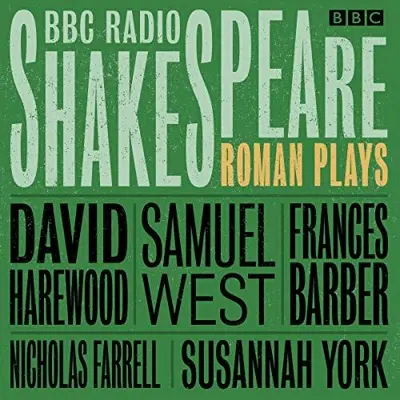 BBC RADIO
BBC
SHAKESPEARE
ROMAN PLAYS
DAVID HAREWOOD
SAMUEL WEST
FRANCES BARBER
NICHOLAS FARRELL
SUSANNAH YORK